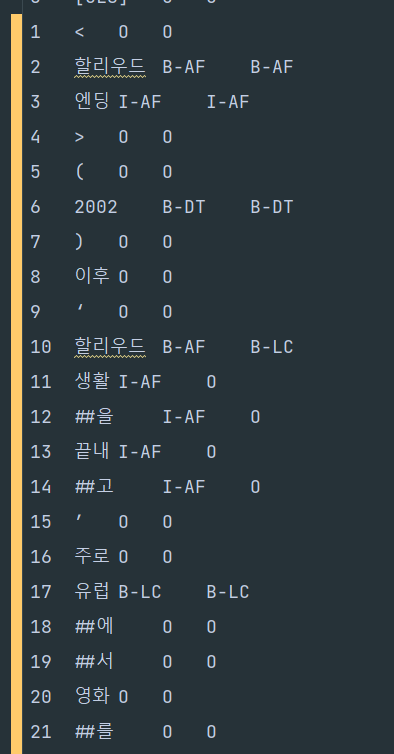 1 < O O
2 할리우드 B-AF B-AF
3 엔딩 I-AF I-AF
4 > O O
5 ( O O
6 2002 B-DT B-DT
7 ) O O
8 이후 O O
9 ‘ O O
10 할리우드 B-AF B-LC
11 생활 I-AF O
12 ##을 I-AF O
13 끝내 I-AF O
14 ##고 I-AF O
15 ’ O O
16 주로 O O
17 유럽 B-LC B-LC
18 ##에 O O
19 ##서 O O
20 영화 O O
21 ##를 O O